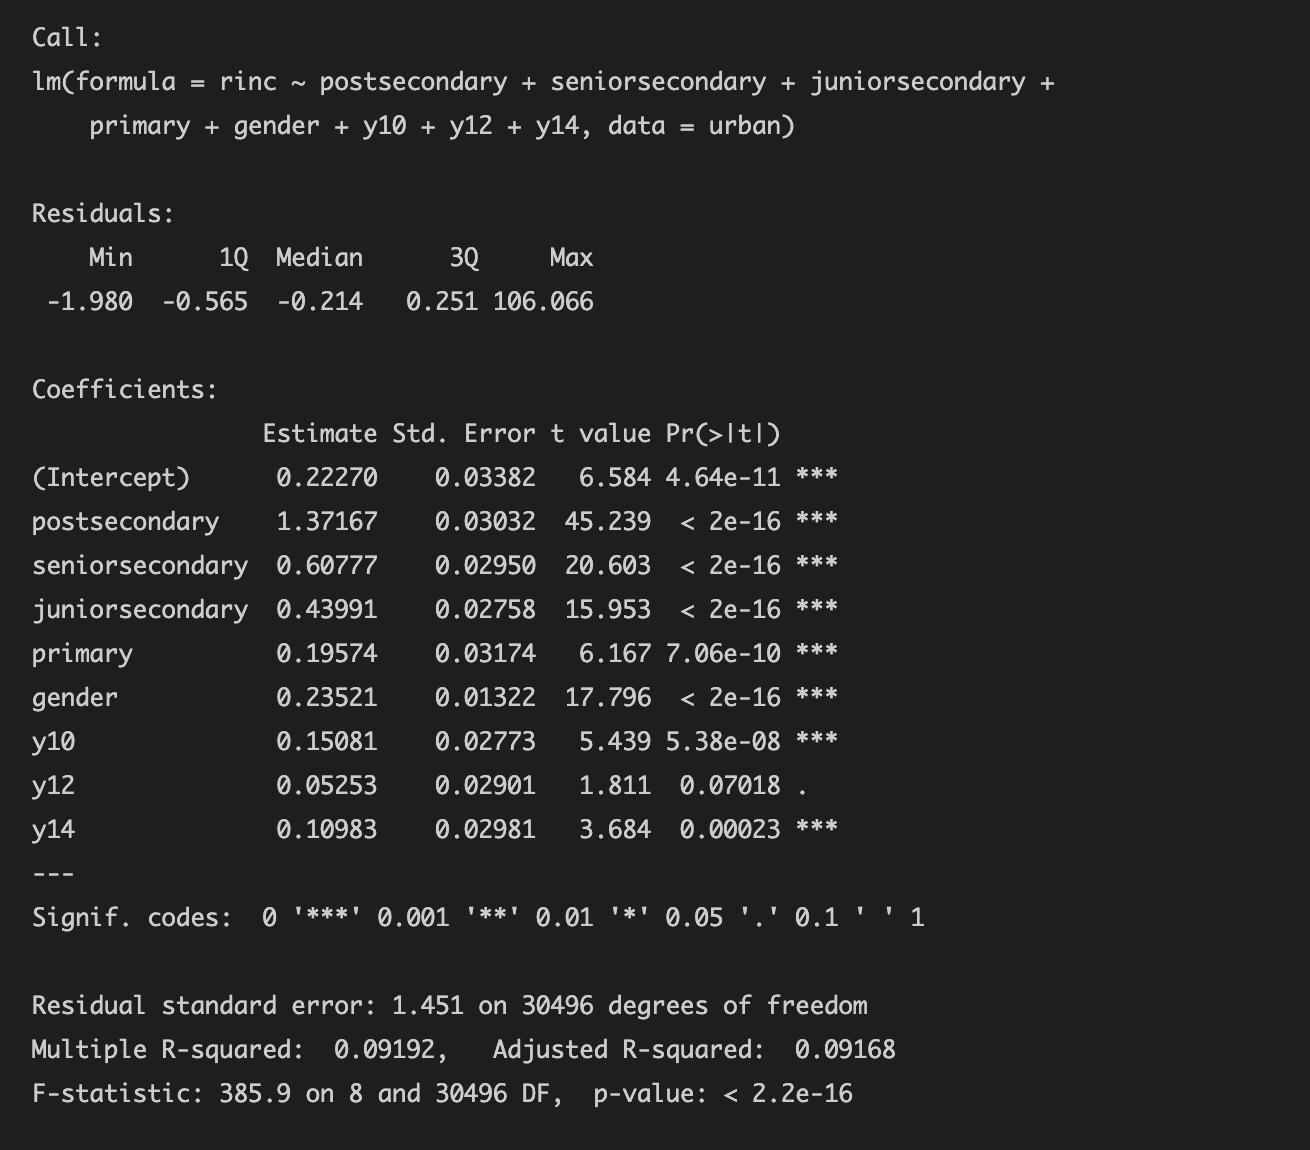 Call:
lm(formula = rinc ~ postsecondary + seniorsecondary + juniorsecondary +
    primary + gender + y10 + y12 + y14, data = urban)

Residuals:
    Min      1Q  Median      3Q     Max
 -1.980  -0.565  -0.214   0.251 106.066

Coefficients:
                Estimate Std. Error t value Pr(>|t|)
(Intercept)      0.22270    0.03382   6.584 4.64e-11 ***
postsecondary    1.37167    0.03032  45.239  < 2e-16 ***
seniorsecondary  0.60777    0.02950  20.603  < 2e-16 ***
juniorsecondary  0.43991    0.02758  15.953  < 2e-16 ***
primary          0.19574    0.03174   6.167 7.06e-10 ***
gender           0.23521    0.01322  17.796  < 2e-16 ***
y10              0.15081    0.02773   5.439 5.38e-08 ***
y12              0.05253    0.02901   1.811  0.07018 .
y14              0.10983    0.02981   3.684  0.00023 ***
---
Signif. codes:  0 '***' 0.001 '**' 0.01 '*' 0.05 '.' 0.1 ' ' 1

Residual standard error: 1.451 on 30496 degrees of freedom
Multiple R-squared:  0.09192,   Adjusted R-squared:  0.09168
F-statistic: 385.9 on 8 and 30496 DF,  p-value: < 2.2e-16